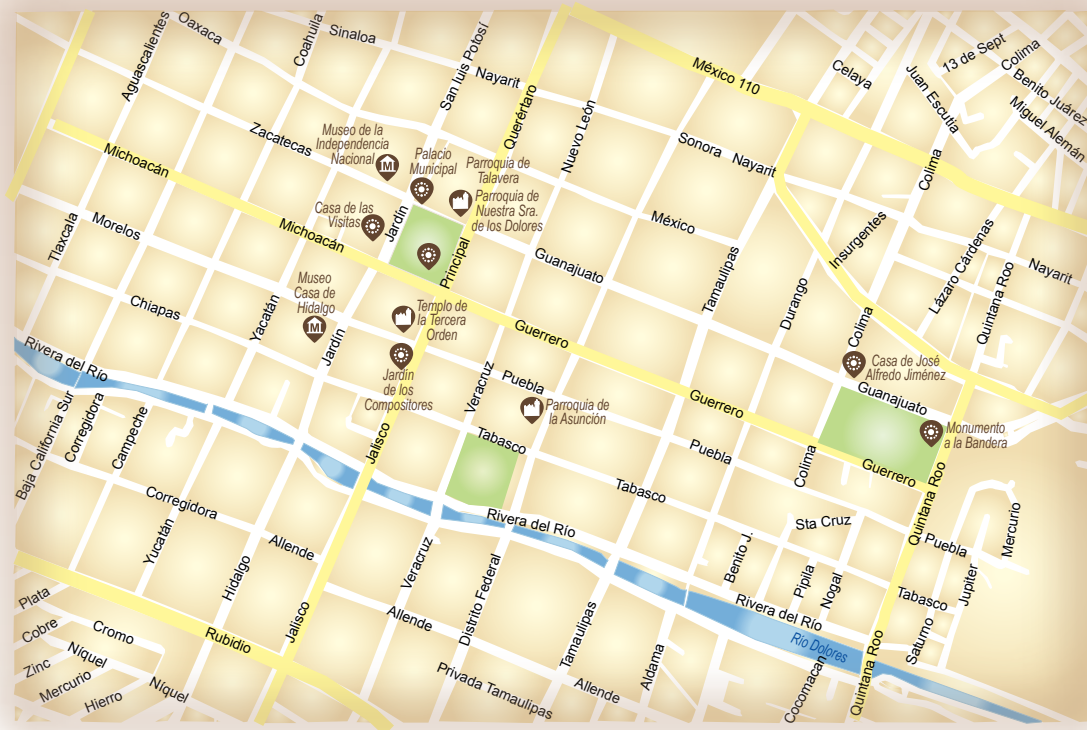 Oaxaca
Aguascalientes
Coahuila
Sinaloa
San luis Potosí
Nayarit
Querértaro
Nuevo León
México 110
Celaya
Juan Escutia
13 de Sept
Colima
Benito Juárez
Miguel Alemán
Zacatecas
Museo de la
Independencia
Nacional
Palacio
Municipal
Parroquia de
Talavera
Parroquia de
Nuestra Sra.
de los Dolores
Sonora
Nayarit
Colima
Michoacán
Casa de las
Visitas
Jardín
Principal
México
Insurgentes
Lázaro Cárdenas
Quintana Roo
Nayarit
Tlaxcala
Morelos
Michoacán
Guanajuato
Tamaulipas
Durango
Colima
Chiapas
Yacatán
Museo
Casa de
Hidalgo
Jardín
Templo de
la Tercera
Orden
Guerrero
Casa de José
Alfredo Jiménez
Guanajuato
Rivera del Río
Jardín
de los
Compositores
Veracruz
Puebla
Parroquia de
la Asunción
Guerrero
Monumento
a la Bandera
Baja California Sur
Corregidora
Campeche
Jalisco
Tabasco
Puebla
Colima
Guerrero
Quintana Roo
Corregidora
Yucatán
Allende
Hidalgo
Tabasco
Rivera del Río
Sta Cruz
Puebla
Mercurio
Veracruz
Distrito Federal
Benito J.
Pipila
Nogal
Tabasco
Jupiter
Plata
Cobre
Cromo
Zinc
Níquel
Mercurio
Hierro
Níquel
Rubidio
Jalisco
Allende
Privada Tamaulipas
Tamaulipas
Allende
Aldama
Rivera del Río
Río Dolores
Cocomacan
Quintana Roo
Saturno